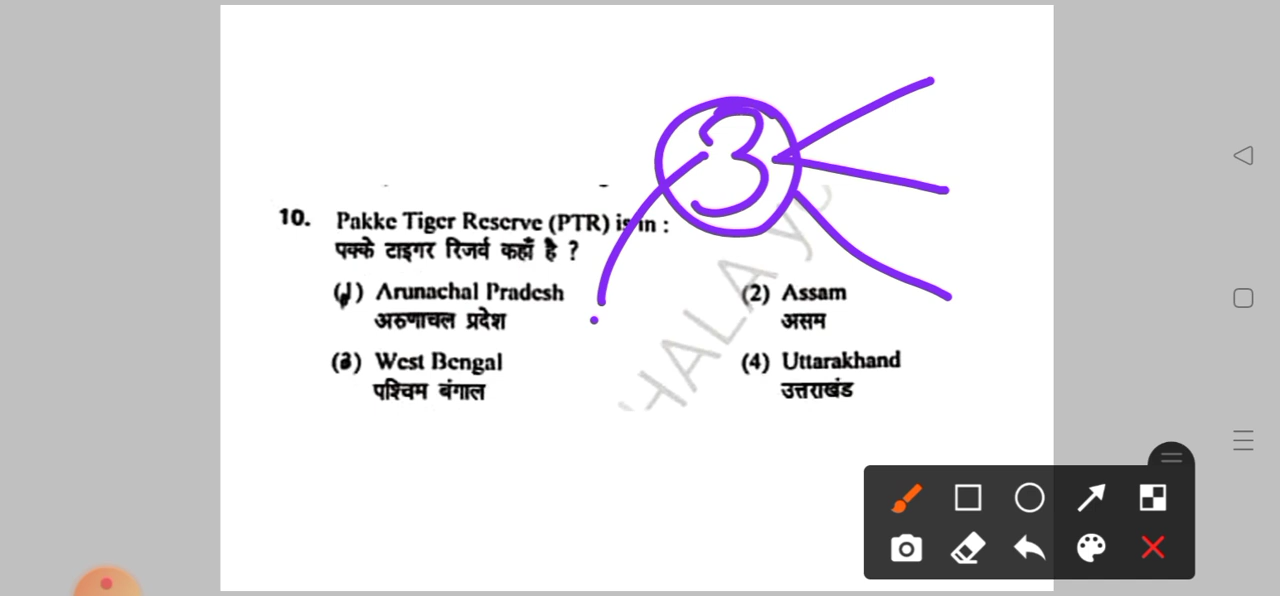 3
10. Pakke Tiger Reserve (PTR) is in :
पक्के टाइगर रिजर्व कहाँ है ?
(1) Arunachal Pradesh
अरुणाचल प्रदेश
(2) Assam
असम
(3) West Bengal
पश्चिम बंगाल
(4) Uttarakhand
उत्तराखंड
HALA